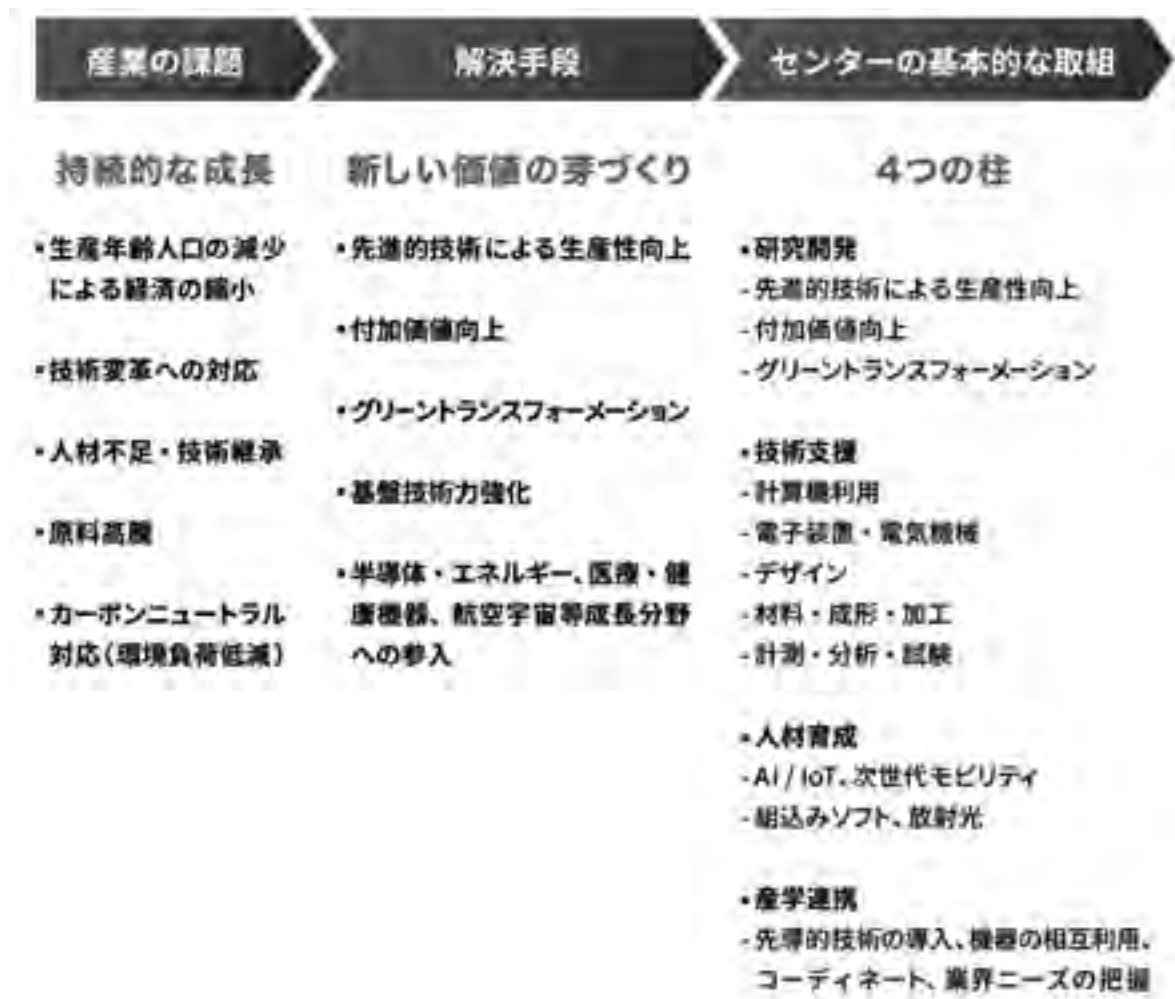 産業の課題
解決手段
センターの基本的な取組
持続的な成長
・生産年齢人口の減少
による経済の縮小
・技術変革への対応
・人材不足・技術継承
・原料高騰
・カーボンニュートラル
対応(環境負荷低減)
新しい価値の芽づくり
・先進的技術による生産性向上
・付加価値向上
・グリーントランスフォーメーション
・基盤技術力強化
・半導体・エネルギー、医療・健
康機器、航空宇宙等成長分野
への参入
4つの柱
・研究開発
- 先進的技術による生産性向上
- 付加価値向上
- グリーントランスフォーメーション
・技術支援
- 計算機利用
- 電子装置・電気機械
- デザイン
- 材料・成形・加工
- 計測・分析・試験
・人材育成
- AI / IoT、次世代モビリティ
- 組込みソフト、放射光
・産学連携
- 先導的技術の導入、機器の相互利用、
コーディネート、業界ニーズの把握